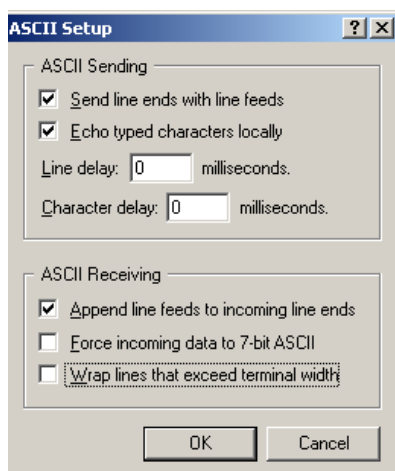 ASCII Setup
ASCII Sending
Send line ends with line feeds
Echo typed characters locally
Line delay: 0 milliseconds.
Character delay: 0 milliseconds.
ASCII Receiving
Append line feeds to incoming line ends
Force incoming data to 7-bit ASCII
Wrap lines that exceed terminal width
OK Cancel